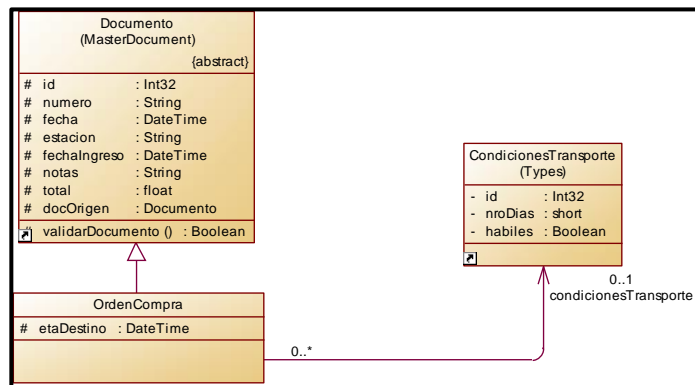 Documento
(MasterDocument)
{abstract}
# id : Int32
# numero : String
# fecha : DateTime
# estacion : String
# fechaIngreso : DateTime
# notas : String
# total : float
# docOrigen : Documento
# validarDocumento () : Boolean
CondicionesTransporte
(Types)
- id : Int32
- nroDias : short
- habiles : Boolean
0..1
condicionesTransporte
OrdenCompra
# etaDestino : DateTime
0..*